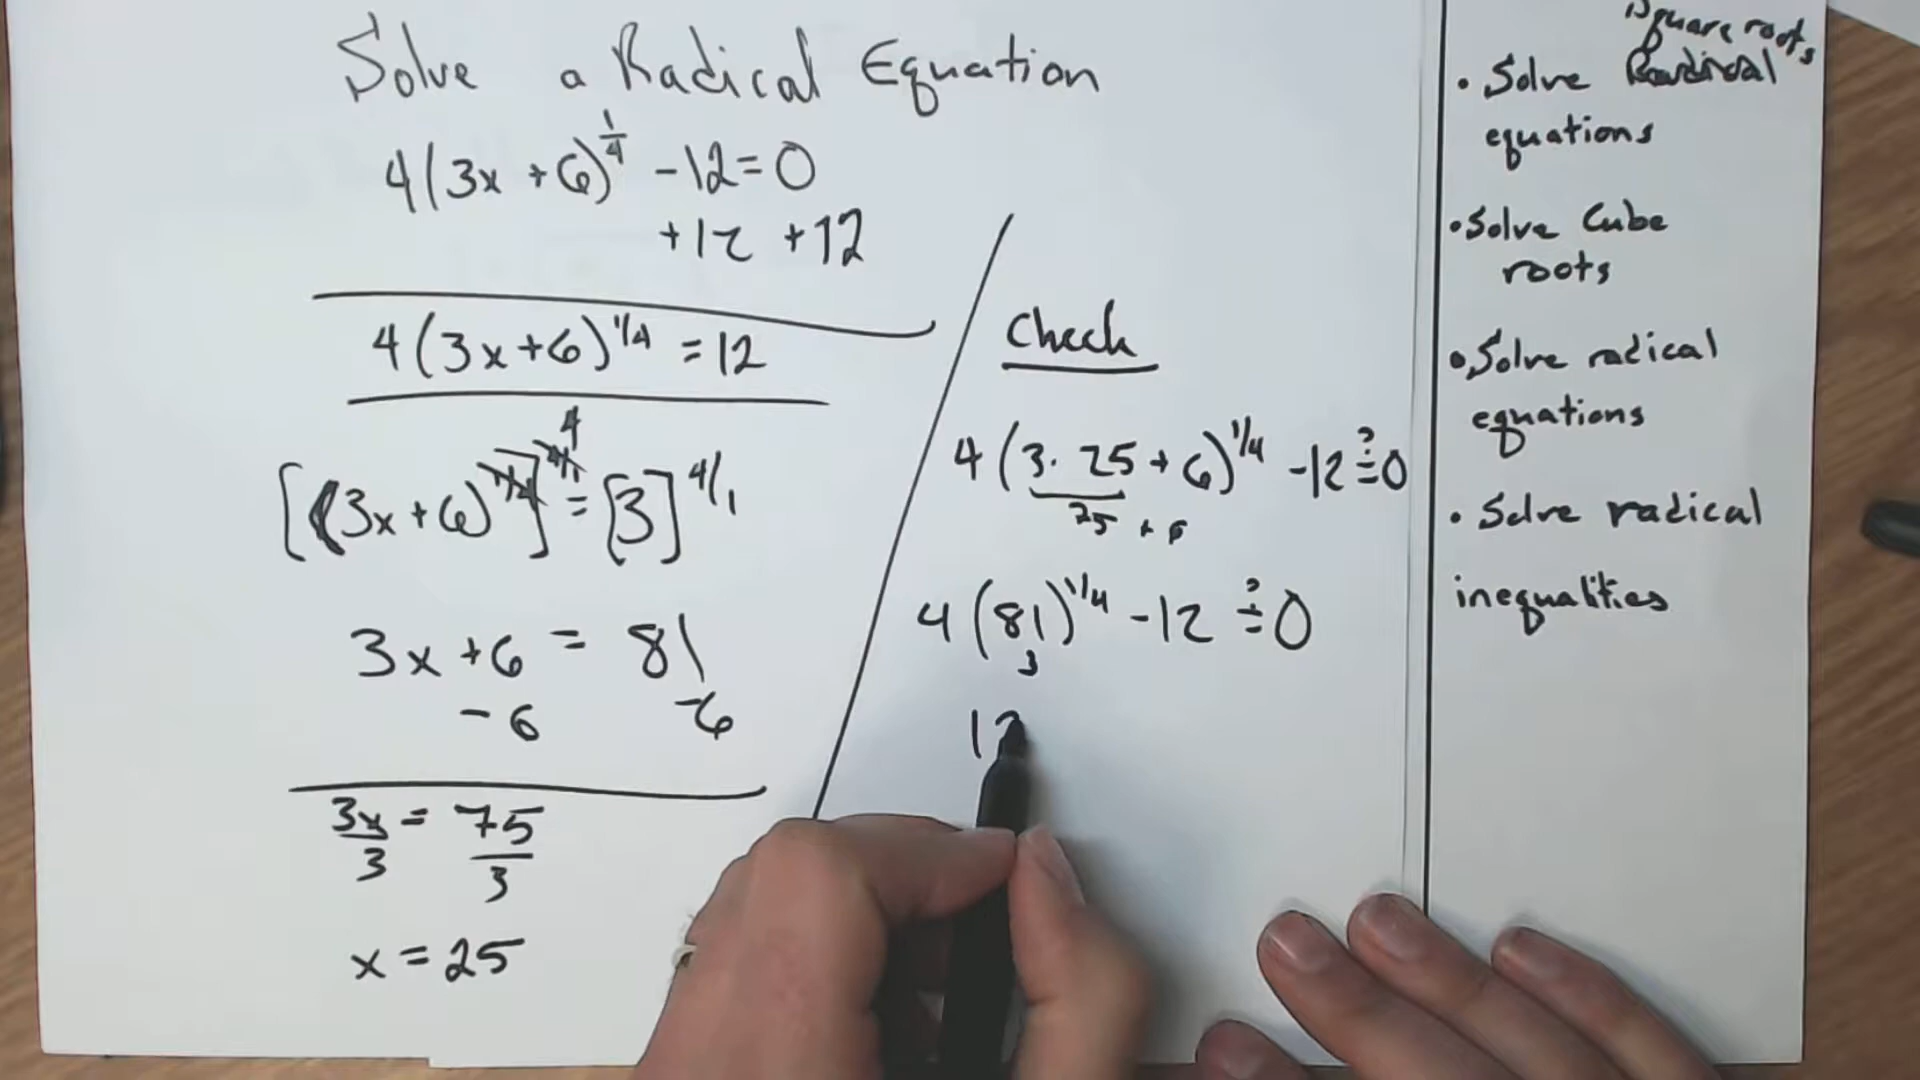 Solve a Radical Equation
4(3x + 6)^1/4 - 12 = 0
+12 +12
4(3x+6)^1/4 = 12
[(3x+6)^1/4]^4/1 4 = [3]^4/1
3x + 6 = 81
- 6 -6
3x/3 = 75/3
x = 25
Check
4(3· 25 + 6)^1/4 - 12 ?= 0
75 + 6
4(81)^1/4 - 12 ?= 0
3
12
Square roots
• Solve Radical
equations
• Solve Cube
roots
• Solve radical
equations
• Solve radical
inequalities